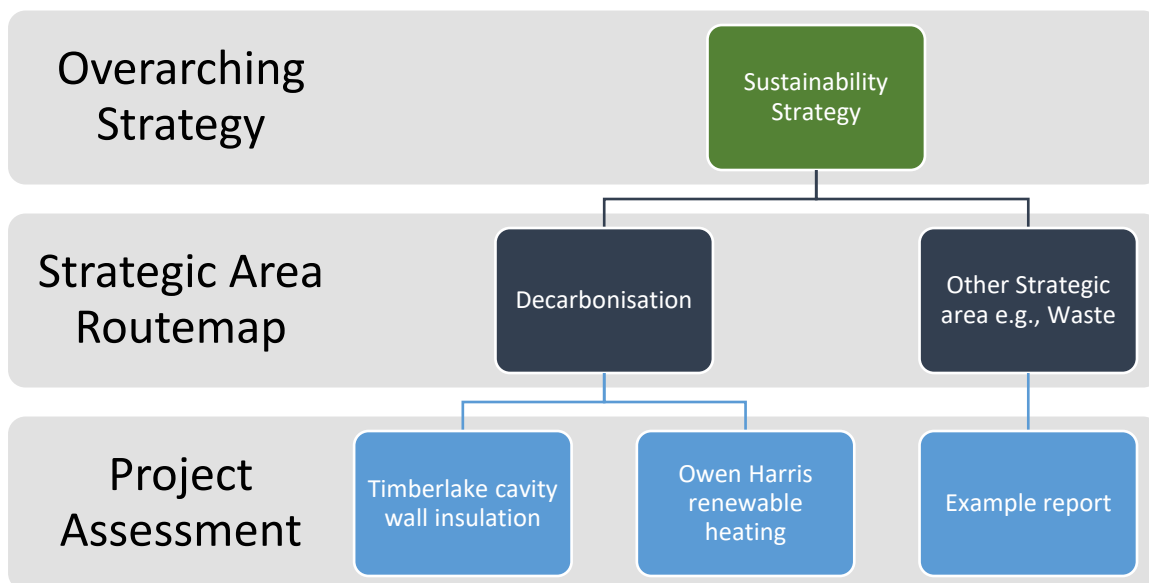 Overarching
Strategy
Sustainability
Strategy
Strategic Area
Routemap
Decarbonisation
Other Strategic
area e.g., Waste
Project
Assessment
Timberlake cavity
wall insulation
Owen Harris
renewable
heating
Example report